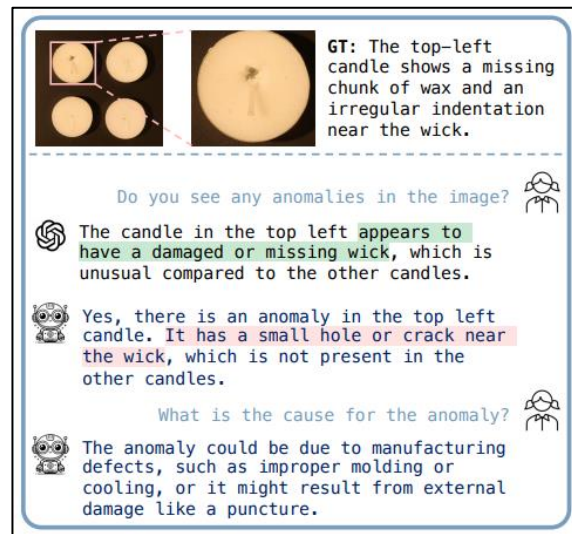 GT: The top-left
candle shows a missing
chunk of wax and an
irregular indentation
near the wick.
Do you see any anomalies in the image?
The candle in the top left appears to
have a damaged or missing wick, which is
unusual compared to the other candles.
Yes, there is an anomaly in the top left
candle. It has a small hole or crack near
the wick, which is not present in the
other candles.
What is the cause for the anomaly?
The anomaly could be due to manufacturing
defects, such as improper molding or
cooling, or it might result from external
damage like a puncture.